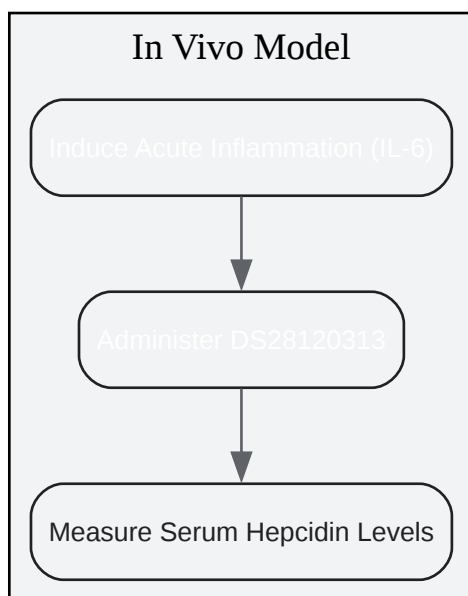 In Vivo Model
Induce Acute Inflammation (IL-6)
Administer DS28120313
Measure Serum Hepcidin Levels